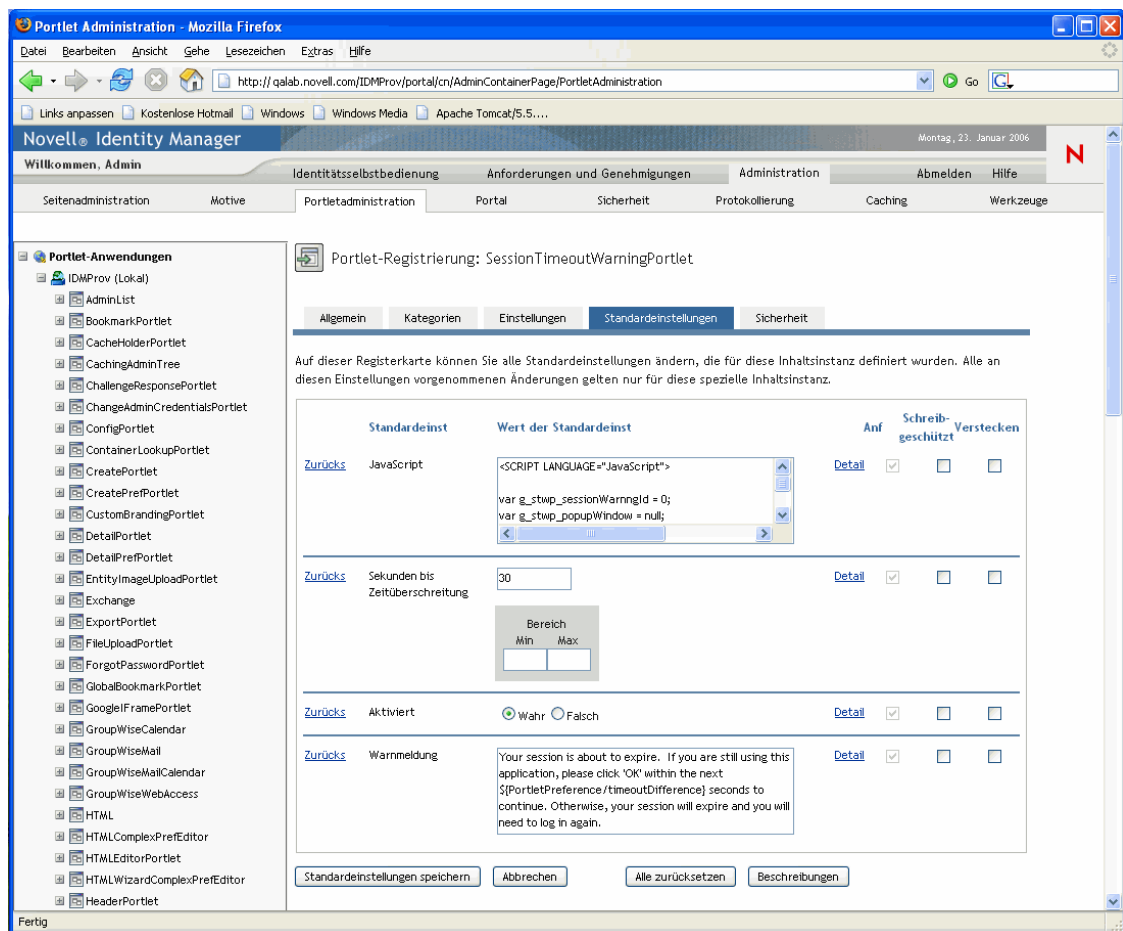 Portlet Administration - Mozilla Firefox
Datei Bearbeiten Ansicht Gehe Lesezeichen Extras Hilfe
http://qalab.novell.com/IDMProv/portal/cn/AdminContainerPage/PortletAdministration Go G
Links anpassen Kostenlose Hotmail Windows Windows Media Apache Tomcat/5.5....
Novell® Identity Manager Montag, 23. Januar 2006
N
Willkommen, Admin
Identitätsselbstbedienung Anforderungen und Genehmigungen Administration Abmelden Hilfe
Seitenadministration Motive Portletadministration Portal Sicherheit Protokollierung Caching Werkzeuge
Portlet-Anwendungen
IDMProv (Lokal)
AdminList
BookmarkPortlet
CacheHolderPortlet
CachingAdminTree
ChallengeResponsePortlet
ChangeAdminCredentialsPortlet
ConfigPortlet
ContainerLookupPortlet
CreatePortlet
CreatePrefPortlet
CustomBrandingPortlet
DetailPortlet
DetailPrefPortlet
EntityImageUploadPortlet
Exchange
ExportPortlet
FileUploadPortlet
ForgotPasswordPortlet
GlobalBookmarkPortlet
GoogleIFramePortlet
GroupWiseCalendar
GroupWiseMail
GroupWiseMailCalendar
GroupWiseWebAccess
HTML
HTMLComplexPrefEditor
HTMLEditorPortlet
HTMLWizardComplexPrefEditor
HeaderPortlet
Portlet-Registrierung: SessionTimeoutWarningPortlet
Allgemein Kategorien Einstellungen Standardeinstellungen Sicherheit
Auf dieser Registerkarte können Sie alle Standardeinstellungen ändern, die für diese Inhaltsinstanz definiert wurden. Alle an
diesen Einstellungen vorgenommenen Änderungen gelten nur für diese spezielle Inhaltsinstanz.
Standardeinst Wert der Standardeinst Anf Schreib-
geschützt Verstecken
Zurücks JavaScript <SCRIPT LANGUAGE="JavaScript"> Detail
var g_stwp_sessionWarnngId = 0;
var g_stwp_popupWindow = null;
Zurücks Sekunden bis 30 Detail
Zeitüberschreitung
Bereich
Min Max
Zurücks Aktiviert Wahr Falsch Detail
Zurücks Warnmeldung Your session is about to expire. If you are still using this Detail
application, please click 'OK' within the next
${PortletPreference/timeoutDifference} seconds to
continue. Otherwise, your session will expire and you will
need to log in again.
Standardeinstellungen speichern Abbrechen Alle zurücksetzen Beschreibungen
Fertig